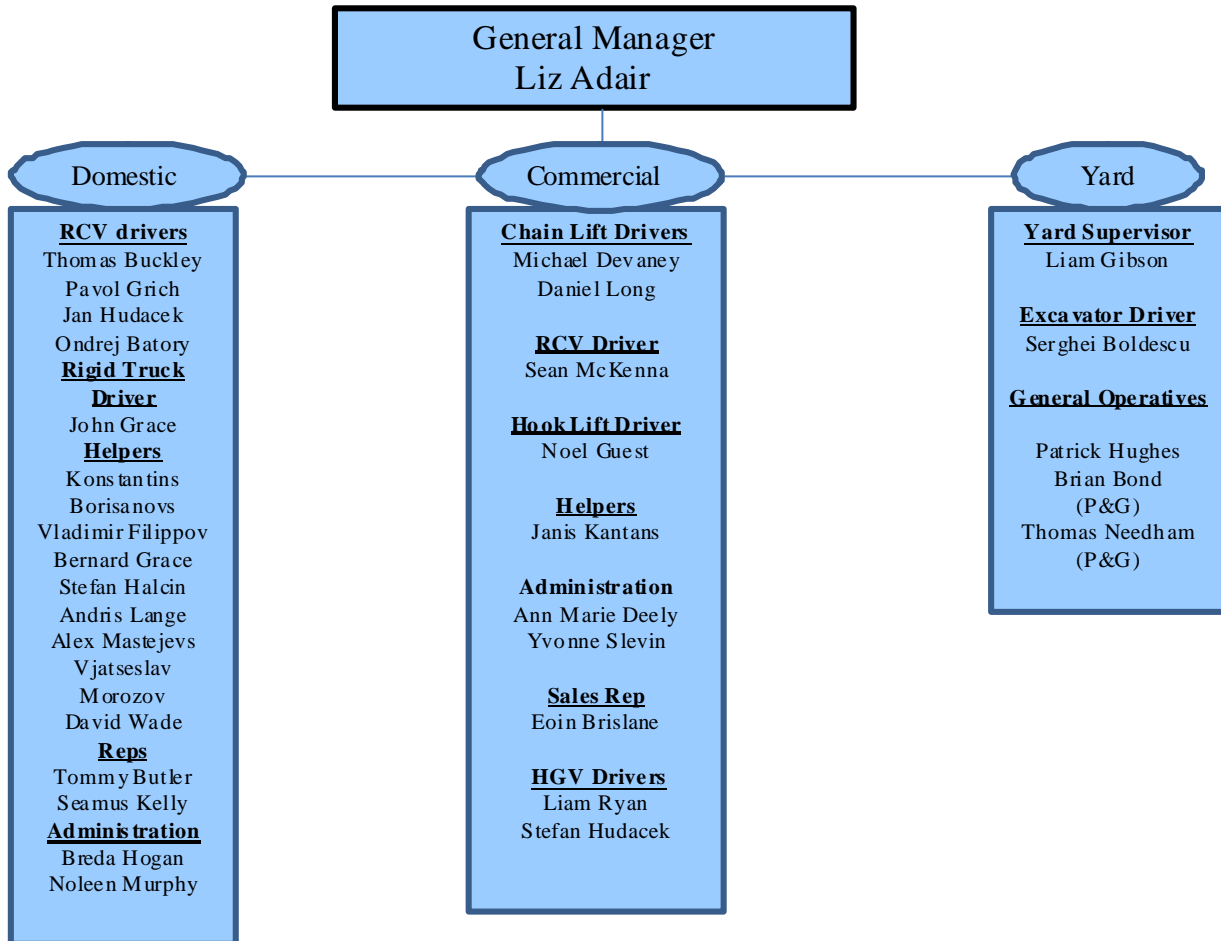 General Manager
Liz Adair
Domestic
RCV drivers
Thomas Buckley
Pavol Grich
Jan Hudacek
Ondrej Batory
Rigid Truck
Driver
John Grace
Helpers
Konstantins
Borisanovs
Vladimir Filippov
Bernard Grace
Stefan Halcin
Andris Lange
Alex Mastejevs
Vjatseslav
Morozov
David Wade
Reps
Tommy Butler
Seamus Kelly
Administration
Breda Hogan
Noleen Murphy
Commercial
Chain Lift Drivers
Michael Devaney
Daniel Long
RCV Driver
Sean McKenna
Hook Lift Driver
Noel Guest
Helpers
Janis Kantans
Administration
Ann Marie Deely
Yvonne Slevin
Sales Rep
Eoin Brislane
HGV Drivers
Liam Ryan
Stefan Hudacek
Yard
Yard Supervisor
Liam Gibson
Excavator Driver
Serghei Boldescu
General Operatives
Patrick Hughes
Brian Bond
(P&G)
Thomas Needham
(P&G)